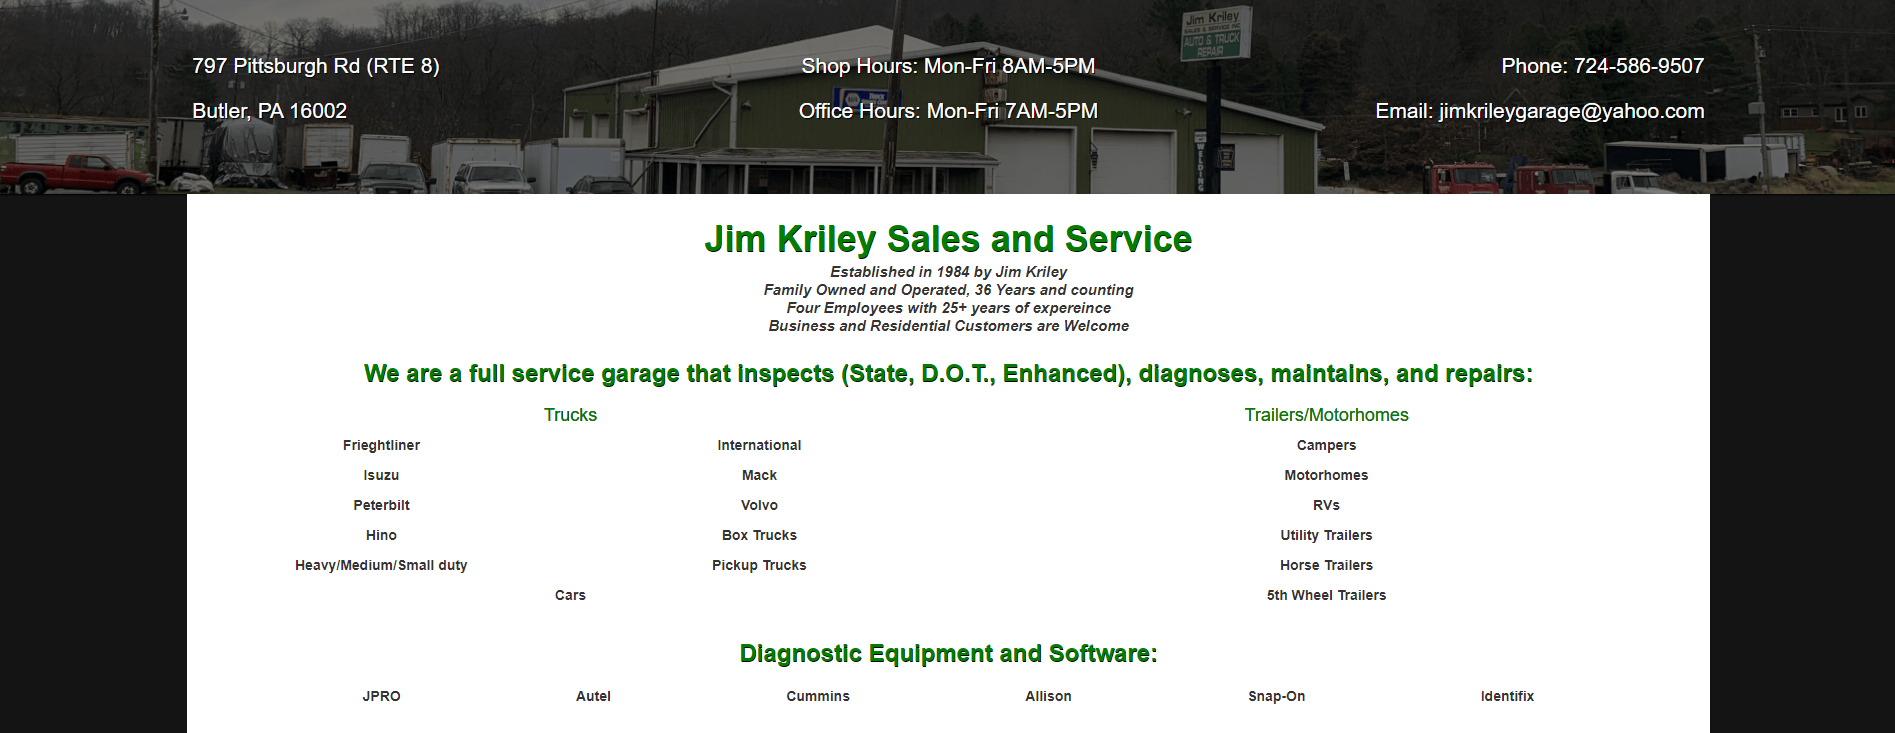 797 Pittsburgh Rd (RTE 8)
Butler, PA 16002
Shop Hours: Mon-Fri 8AM-5PM
Office Hours: Mon-Fri 7AM-5PM
Phone: 724-586-9507
Email: jimkrileygarage@yahoo.com
Jim Kriley
SALES & SERVICE INC
AUTO & TRUCK
REPAIR
NAPA
WELDING
Jim Kriley Sales and Service
Established in 1984 by Jim Kriley
Family Owned and Operated, 36 Years and counting
Four Employees with 25+ years of expereince
Business and Residential Customers are Welcome
We are a full service garage that inspects (State, D.O.T., Enhanced), diagnoses, maintains, and repairs:
Trucks
Trailers/Motorhomes
Frieghtliner International Campers
Isuzu Mack Motorhomes
Peterbilt Volvo RVs
Hino Box Trucks Utility Trailers
Heavy/Medium/Small duty Pickup Trucks Horse Trailers
Cars 5th Wheel Trailers
Diagnostic Equipment and Software:
JPRO Autel Cummins Allison Snap-On Identifix